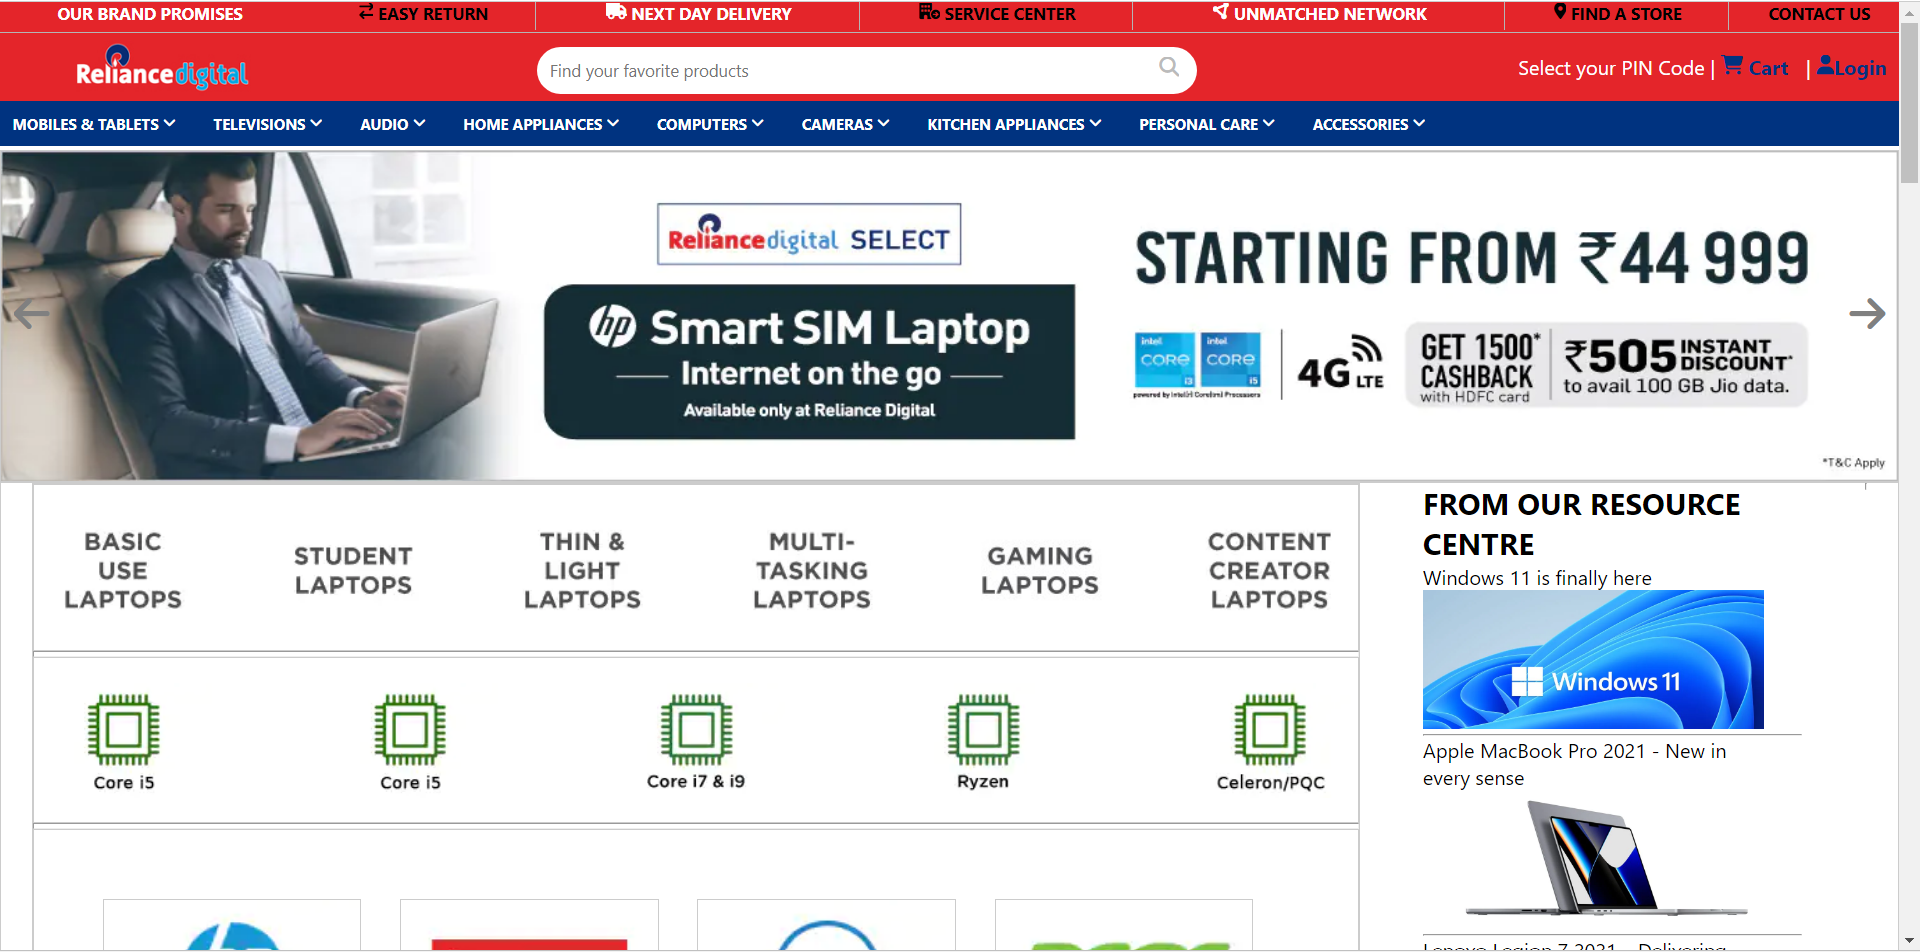 OUR BRAND PROMISES
EASY RETURN
NEXT DAY DELIVERY
SERVICE CENTER
UNMATCHED NETWORK
FIND A STORE
CONTACT US
Reliance digital
Find your favorite products
Select your PIN Code | Cart | Login
MOBILES & TABLETS
TELEVISIONS
AUDIO
HOME APPLIANCES
COMPUTERS
CAMERAS
KITCHEN APPLIANCES
PERSONAL CARE
ACCESSORIES
Reliance digital SELECT
hp Smart SIM Laptop
Internet on the go
Available only at Reliance Digital
STARTING FROM ₹44 999
intel CORE i3
intel CORE i5
powered by Intel(r) Core(tm) Processors
4G LTE
GET 1500*
CASHBACK
with HDFC card
₹505 INSTANT DISCOUNT*
to avail 100 GB Jio data.
*T&C Apply
BASIC
USE
LAPTOPS
STUDENT
LAPTOPS
THIN &
LIGHT
LAPTOPS
MULTI-
TASKING
LAPTOPS
GAMING
LAPTOPS
CONTENT
CREATOR
LAPTOPS
Core i5
Core i5
Core i7 & i9
Ryzen
Celeron/PQC
FROM OUR RESOURCE
CENTRE
Windows 11 is finally here
Windows 11
Apple MacBook Pro 2021 - New in
every sense
Lenovo Legion 7 2021 - Delivering